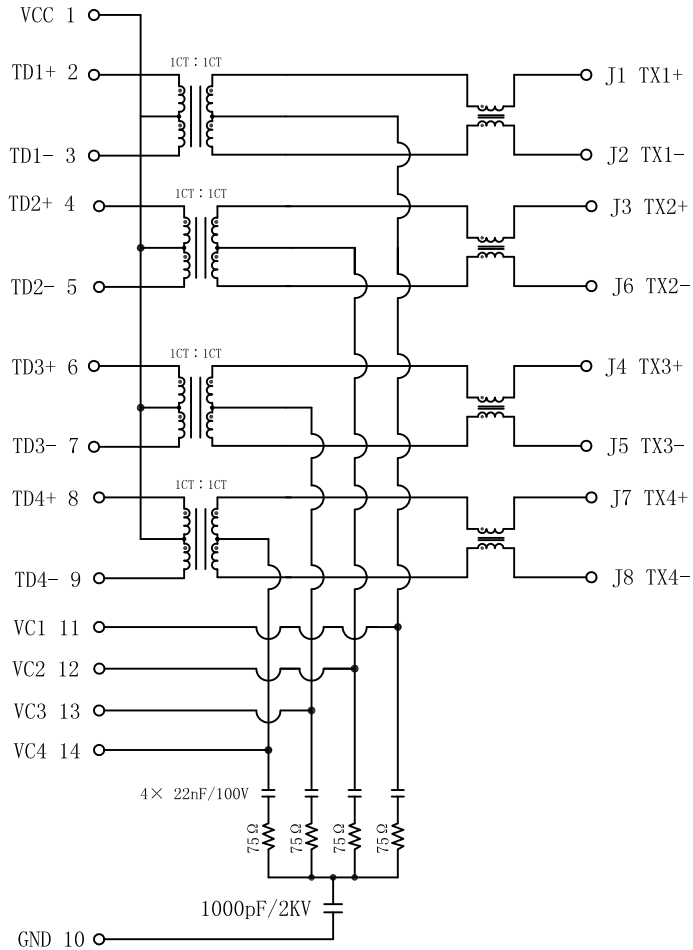 VCC 1
1CT:1CT
TD1+ 2
J1 TX1+
TD1- 3
J2 TX1-
1CT:1CT
TD2+ 4
J3 TX2+
TD2- 5
J6 TX2-
1CT:1CT
TD3+ 6
J4 TX3+
TD3- 7
J5 TX3-
1CT:1CT
TD4+ 8
J7 TX4+
TD4- 9
J8 TX4-
VC1 11
VC2 12
VC3 13
VC4 14
4× 22nF/100V
75Ω
75Ω
75Ω
75Ω
1000pF/2KV
GND 10